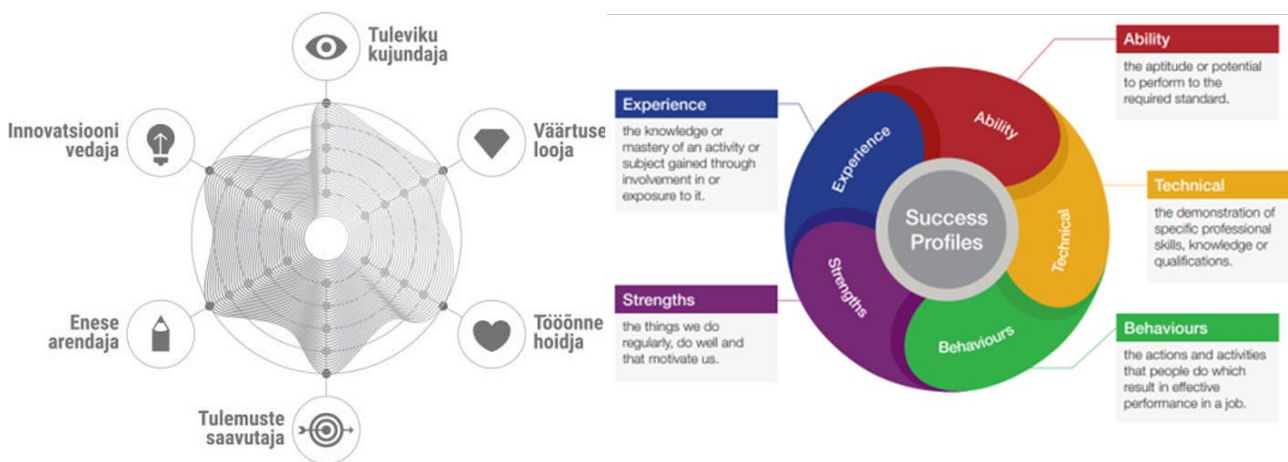 Tuleviku
kujundaja
Innovatsiooni
vedaja
Väärtuse
looja
Enese
arendaja
Tööõnne
hoidja
Tulemuste
saavutaja
Experience
the knowledge or
mastery of an activity or
subject gained through
involvement in or
exposure to it.
Strengths
the things we do
regularly, do well and
that motivate us.
Ability
Technical
Behaviours
Strengths
Experience
Success
Profiles
Ability
the aptitude or potential
to perform to the
required standard.
Technical
the demonstration of
specific professional
skills, knowledge or
qualifications.
Behaviours
the actions and activities
that people do which
result in effective
performance in a job.